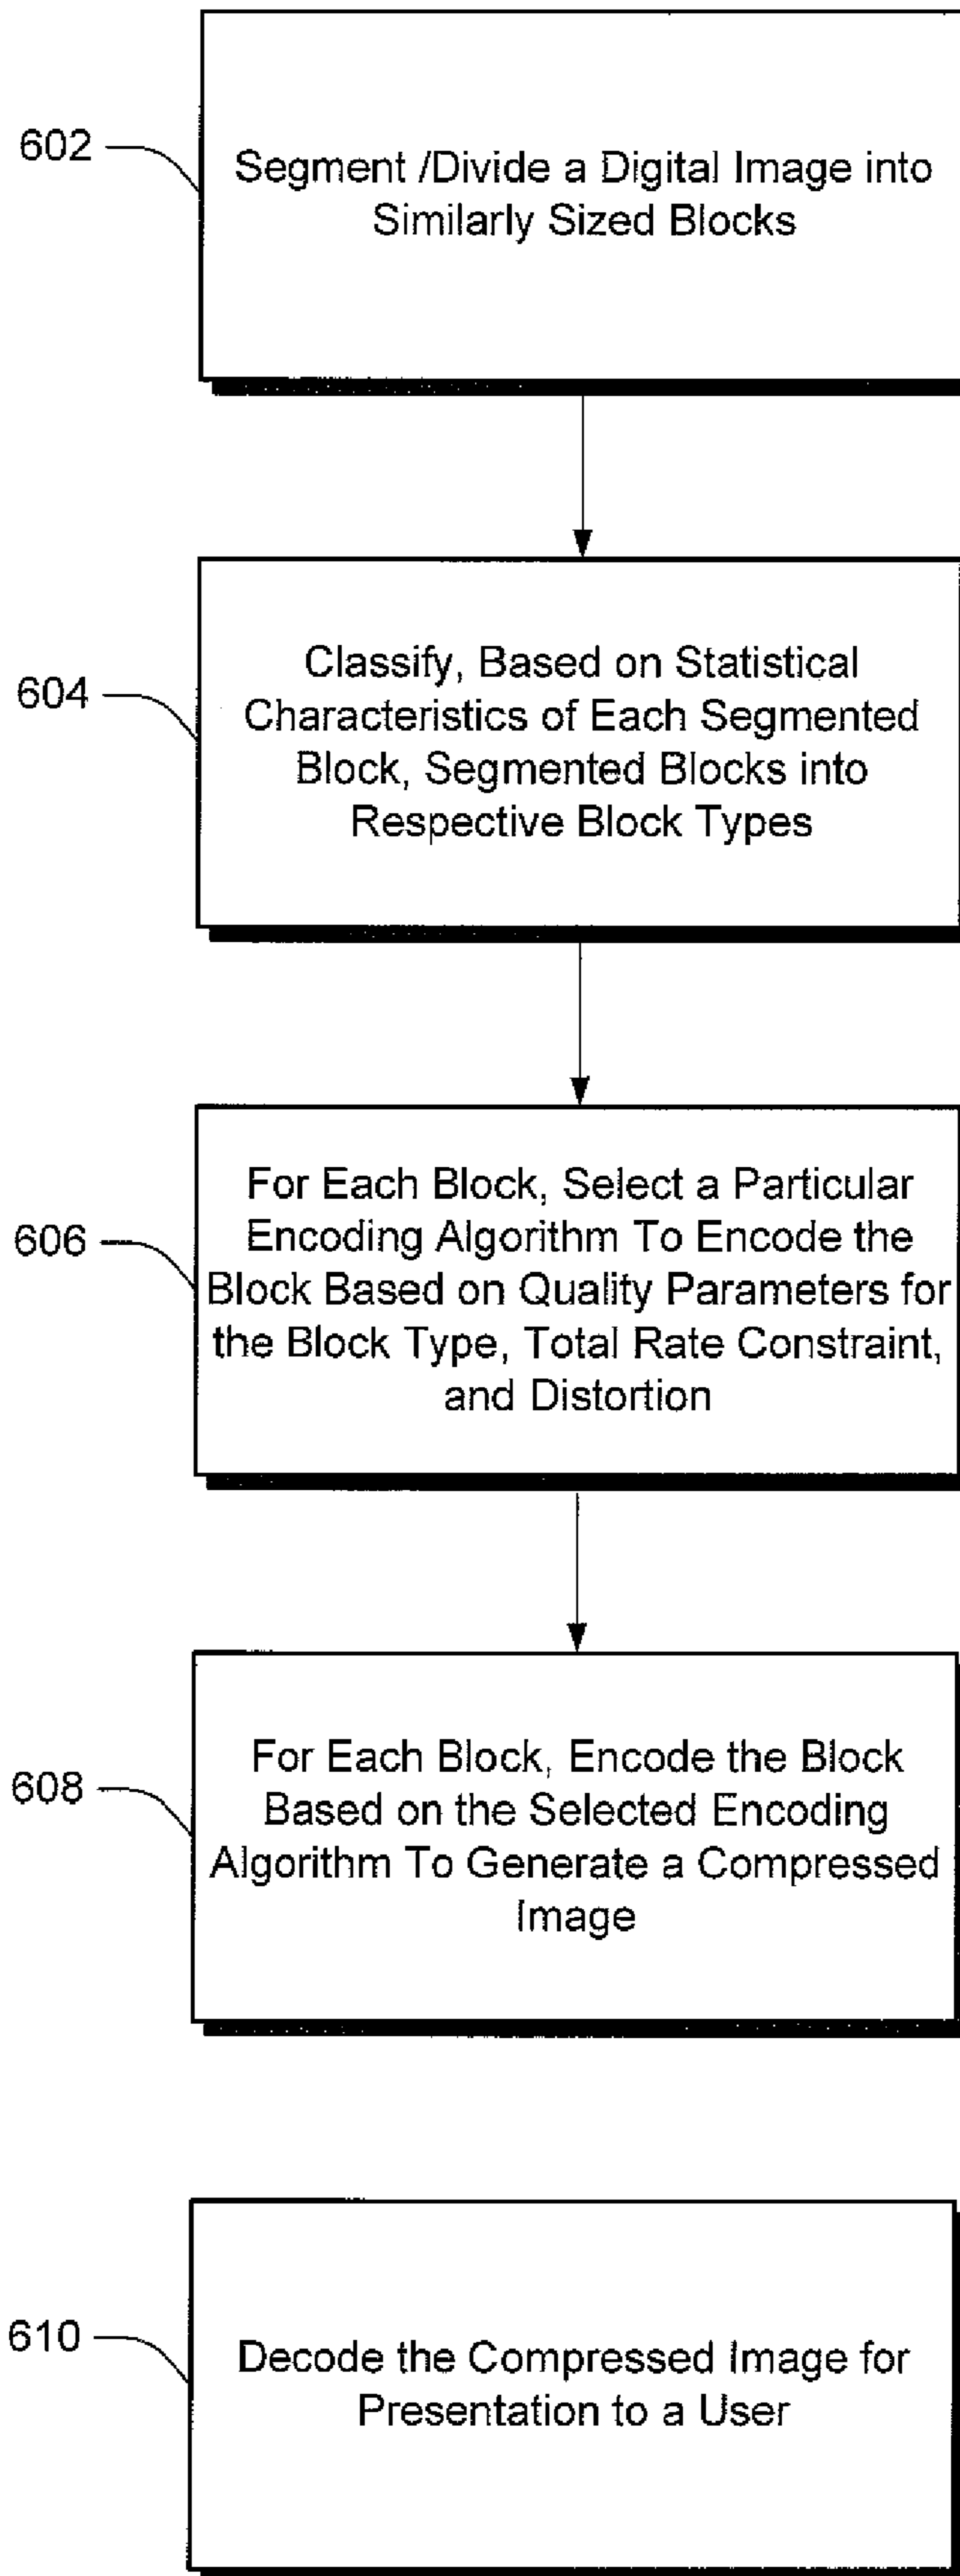 602
Segment /Divide a Digital Image into
Similarly Sized Blocks
604
Classify, Based on Statistical
Characteristics of Each Segmented
Block, Segmented Blocks into
Respective Block Types
606
For Each Block, Select a Particular
Encoding Algorithm To Encode the
Block Based on Quality Parameters for
the Block Type, Total Rate Constraint,
and Distortion
608
For Each Block, Encode the Block
Based on the Selected Encoding
Algorithm To Generate a Compressed
Image
610
Decode the Compressed Image for
Presentation to a User